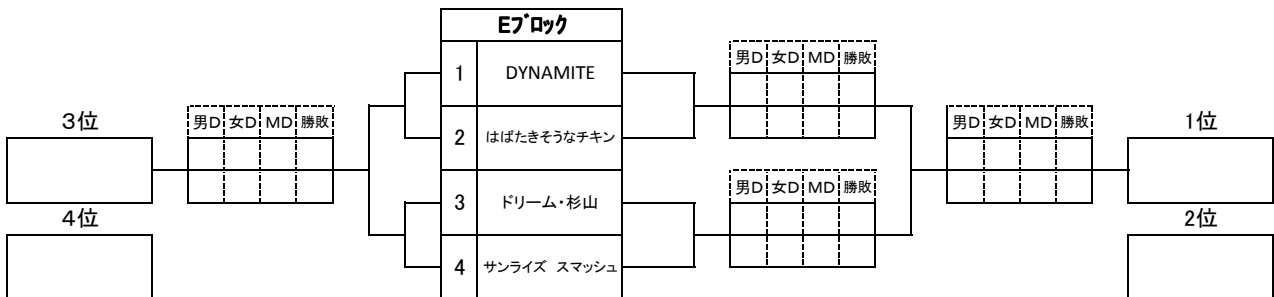 Eブロック
1 DYNAMITE
2 はばたきそうなチキン
3 ドリーム・杉山
4 サンライズ スマッシュ
男D 女D MD 勝敗
男D 女D MD 勝敗
3位
男D 女D MD 勝敗
4位
男D 女D MD 勝敗
1位
2位